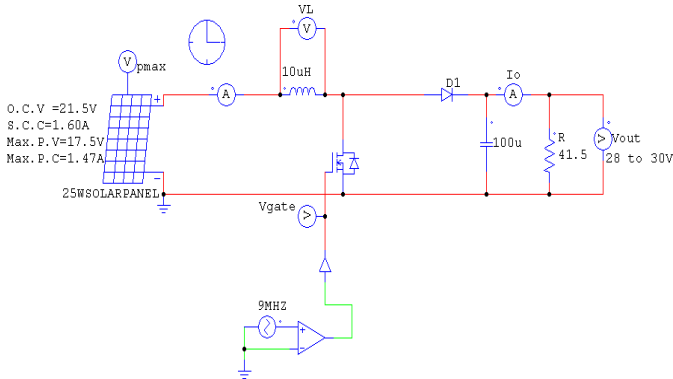 VL
V
V
pmax
10uH
D1
Io
+
A
A
O.C.V =21.5V
S.C.C=1.60A
Max.P.V=17.5V
Max.P.C=1.47A
100u
R
41.5
V
Vout
28 to 30V
-
25WSOLARPANEL
Vgate
V
9MHZ
+
-